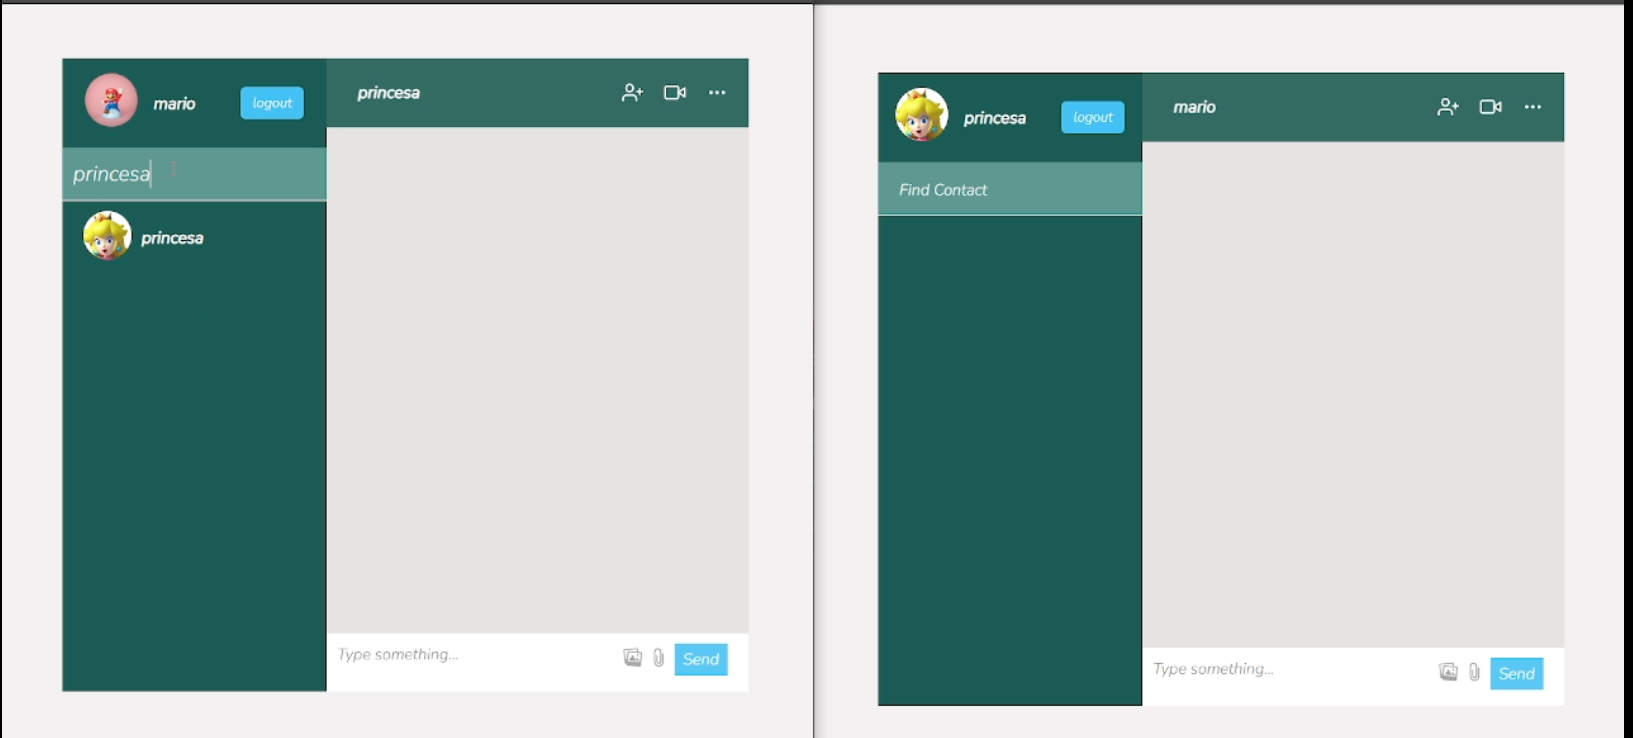 mario
logout
princesa
princesa
princesa
Type something...
Send
princesa
logout
mario
Find Contact
Type something...
Send